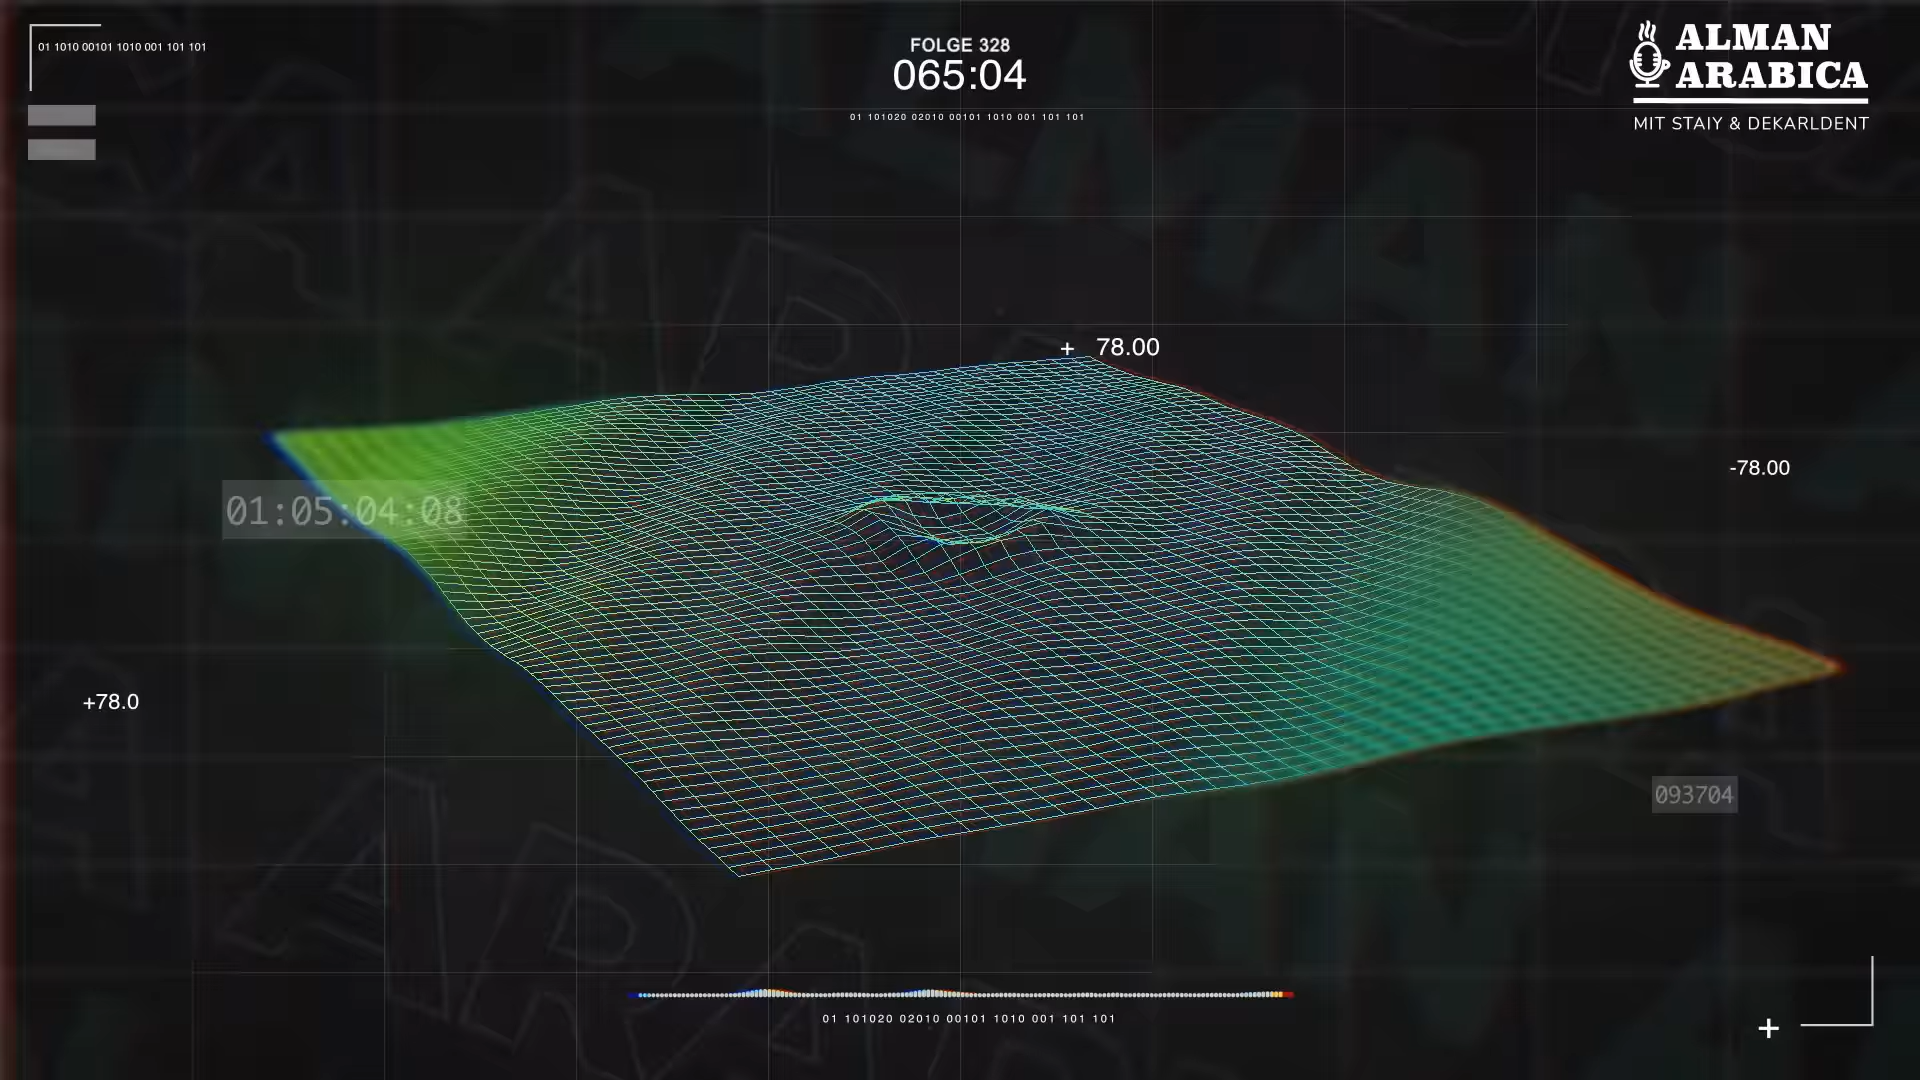 01 1010 00101 1010 001 101 101
FOLGE 328
065:04
01 101020 02010 00101 1010 001 101 101
ALMAN
ARABICA
MIT STAIY & DEKARLDENT
+ 78.00
-78.00
01:05:04:08
+78.0
093704
01 101020 02010 00101 1010 001 101 101
+